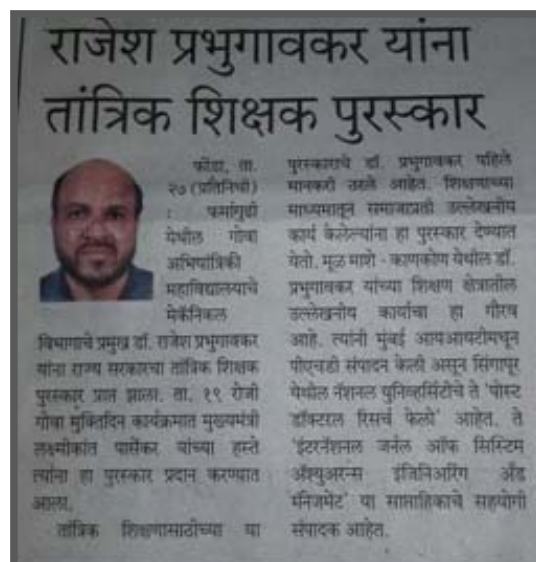 राजेश प्रभुगावकर यांना
तांत्रिक शिक्षक पुरस्कार
फोंडा, ता.
२७ (प्रतिनिधी)
: फर्मागुढी
येथील गोवा
अभियांत्रिकी
महाविद्यालयाचे
मेकॅनिकल
विभागाचे प्रमुख डॉ. राजेश प्रभुगावकर
यांना राज्य सरकारचा तांत्रिक शिक्षक
पुरस्कार प्राप्त झाला. ता. १९ रोजी
गोवा मुक्तिदिन कार्यक्रमात मुख्यमंत्री
लक्ष्मीकांत पार्सेकर यांच्या हस्ते
त्यांना हा पुरस्कार प्रदान करण्यात
आला.
तांत्रिक शिक्षणासाठीच्या या
पुरस्काराचे डॉ. प्रभुगावकर पहिले
मानकरी ठरले आहेत. शिक्षणाच्या
माध्यमातून समाजाप्रती उल्लेखनीय
कार्य केलेल्यांना हा पुरस्कार देण्यात
येतो. मूळ माशे - काणकोण येथील डॉ.
प्रभुगावकर यांच्या शिक्षण क्षेत्रातील
उल्लेखनीय कार्याचा हा गौरव
आहे. त्यांनी मुंबई आयआयटीमधून
पीएचडी संपादन केली असून सिंगापूर
येथील नॅशनल युनिव्हर्सिटीचे ते 'पोस्ट
डॉक्टरल रिसर्च फेलो' आहेत. ते
'इंटरनॅशनल जर्नल ऑफ सिस्टिम
अ‍ॅश्युअरन्स इंजिनिअरिंग अँड
मॅनेजमेंट' या साप्ताहिकाचे सहयोगी
संपादक आहेत.